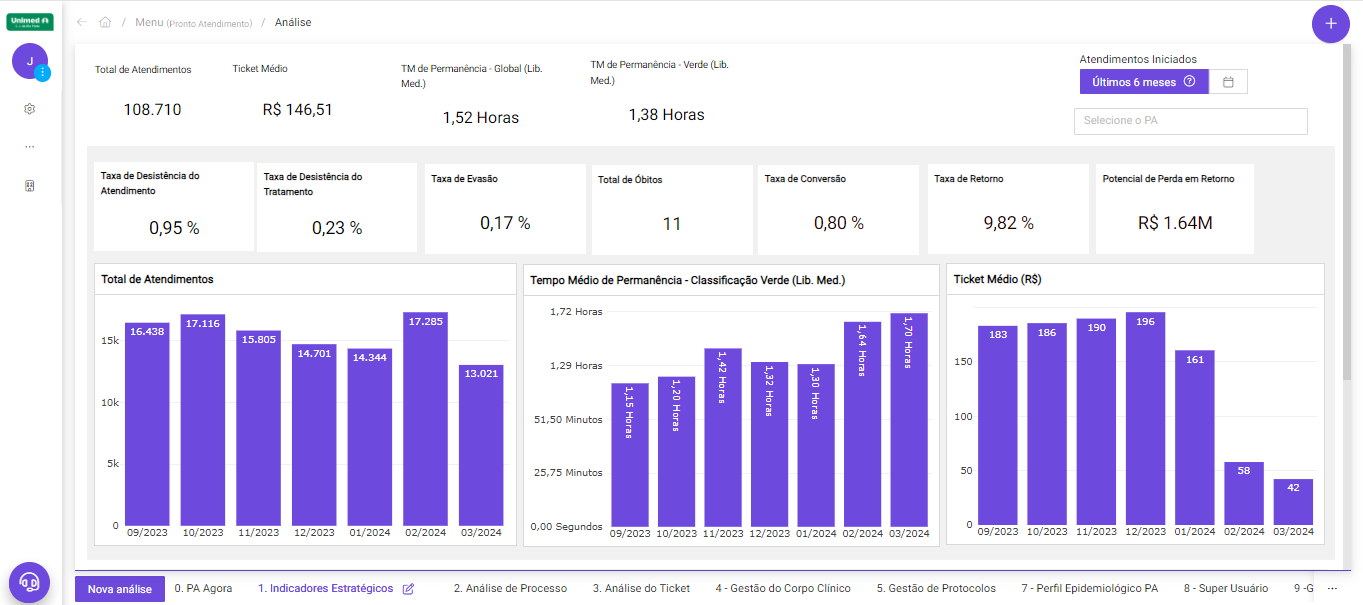 Unimed
Menu (Pronto Atendimento) / Análise
J
Total de Atendimentos
108.710
Ticket Médio
R$ 146,51
TM de Permanência - Global (Lib.
Med.)
1,52 Horas
TM de Permanência - Verde (Lib.
Med.)
1,38 Horas
Atendimentos Iniciados
Últimos 6 meses
Selecione o PA
Taxa de Desistência do
Atendimento
0,95 %
Taxa de Desistência do
Tratamento
0,23 %
Taxa de Evasão
0,17 %
Total de Óbitos
11
Taxa de Conversão
0,80 %
Taxa de Retorno
9,82 %
Potencial de Perda em Retorno
R$ 1.64M
Total de Atendimentos
15k
10k
5k
0
16.438
17.116
15.805
14.701
14.344
17.285
13.021
09/2023 10/2023 11/2023 12/2023 01/2024 02/2024 03/2024
Tempo Médio de Permanência - Classificação Verde (Lib. Med.)
1,72 Horas
1,29 Horas
51,50 Minutos
25,75 Minutos
0,00 Segundos
1,15 Horas
1,20 Horas
1,42 Horas
1,32 Horas
1,30 Horas
1,64 Horas
1,70 Horas
09/2023 10/2023 11/2023 12/2023 01/2024 02/2024 03/2024
Ticket Médio (R$)
150
100
50
0
183
186
190
196
161
58
42
09/2023 10/2023 11/2023 12/2023 01/2024 02/2024 03/2024
Nova análise
0. PA Agora
1. Indicadores Estratégicos
2. Análise de Processo
3. Análise do Ticket
4 - Gestão do Corpo Clínico
5. Gestão de Protocolos
7 - Perfil Epidemiológico PA
8 - Super Usuário
9 -G